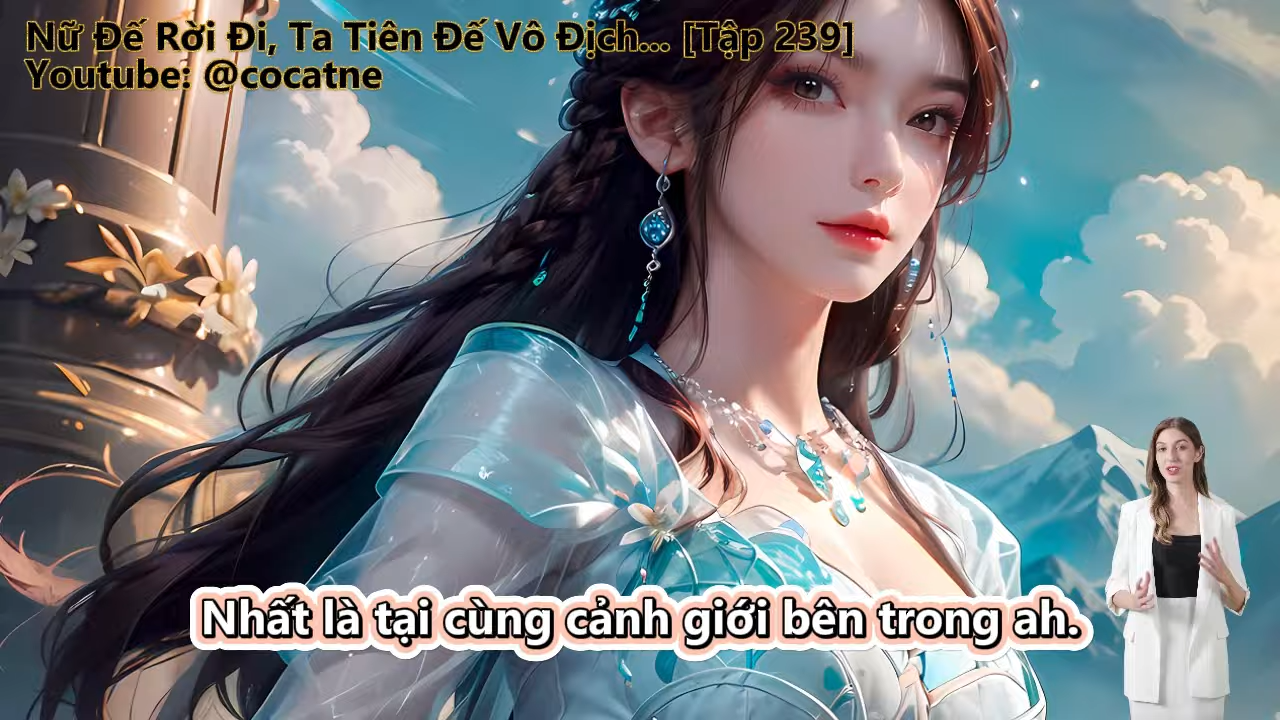 Nữ Đế Rời Đi, Ta Tiên Đế Vô Địch... [Tập 239]
Youtube: @cocatne
Nhất là tại cùng cảnh giới bên trong ah.